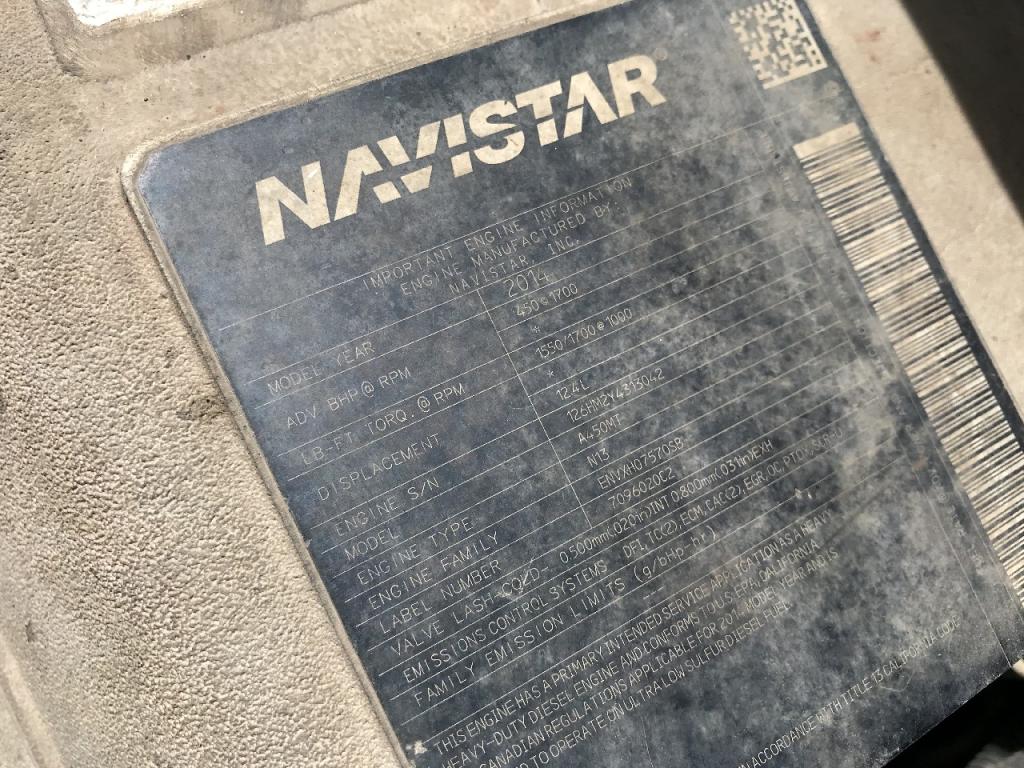 NAVISTAR
IMPORTANT ENGINE INFORMATION
ENGINE MANUFACTURED BY:
NAVISTAR, INC.
MODEL YEAR 2014
ADV. BHP @ RPM 450 @ 1700
*
LB-FT. TORQ. @ RPM 1550/1700 @ 1000
*
DISPLACEMENT 12.4 L
ENGINE S/N 126HM2Y4313042
MODEL A450MT
ENGINE TYPE N13
ENGINE FAMILY ENVXH07570SB
LABEL NUMBER 7096020C2
VALVE LASH COLD: 0.500mm(.020in)INT 0.800mm(.031in)EXH
EMISSIONS CONTROL SYSTEMS DFI, TC(2), ECM, CAC(2), EGR, OC, PTOX,
FAMILY EMISSION LIMITS (g/bhp-hr)
THIS ENGINE HAS A PRIMARY INTENDED SERVICE APPLICATION AS A HEAVY
HEAVY-DUTY DIESEL ENGINE AND CONFORMS TO US EPA, CALIFORNIA
CANADIAN REGULATIONS APPLICABLE FOR 2014 MODEL YEAR AND IS
TO OPERATE ON ULTRA LOW SULFUR DIESEL FUEL
IN ACCORDANCE WITH TITLE 13 CALIFORNIA CODE